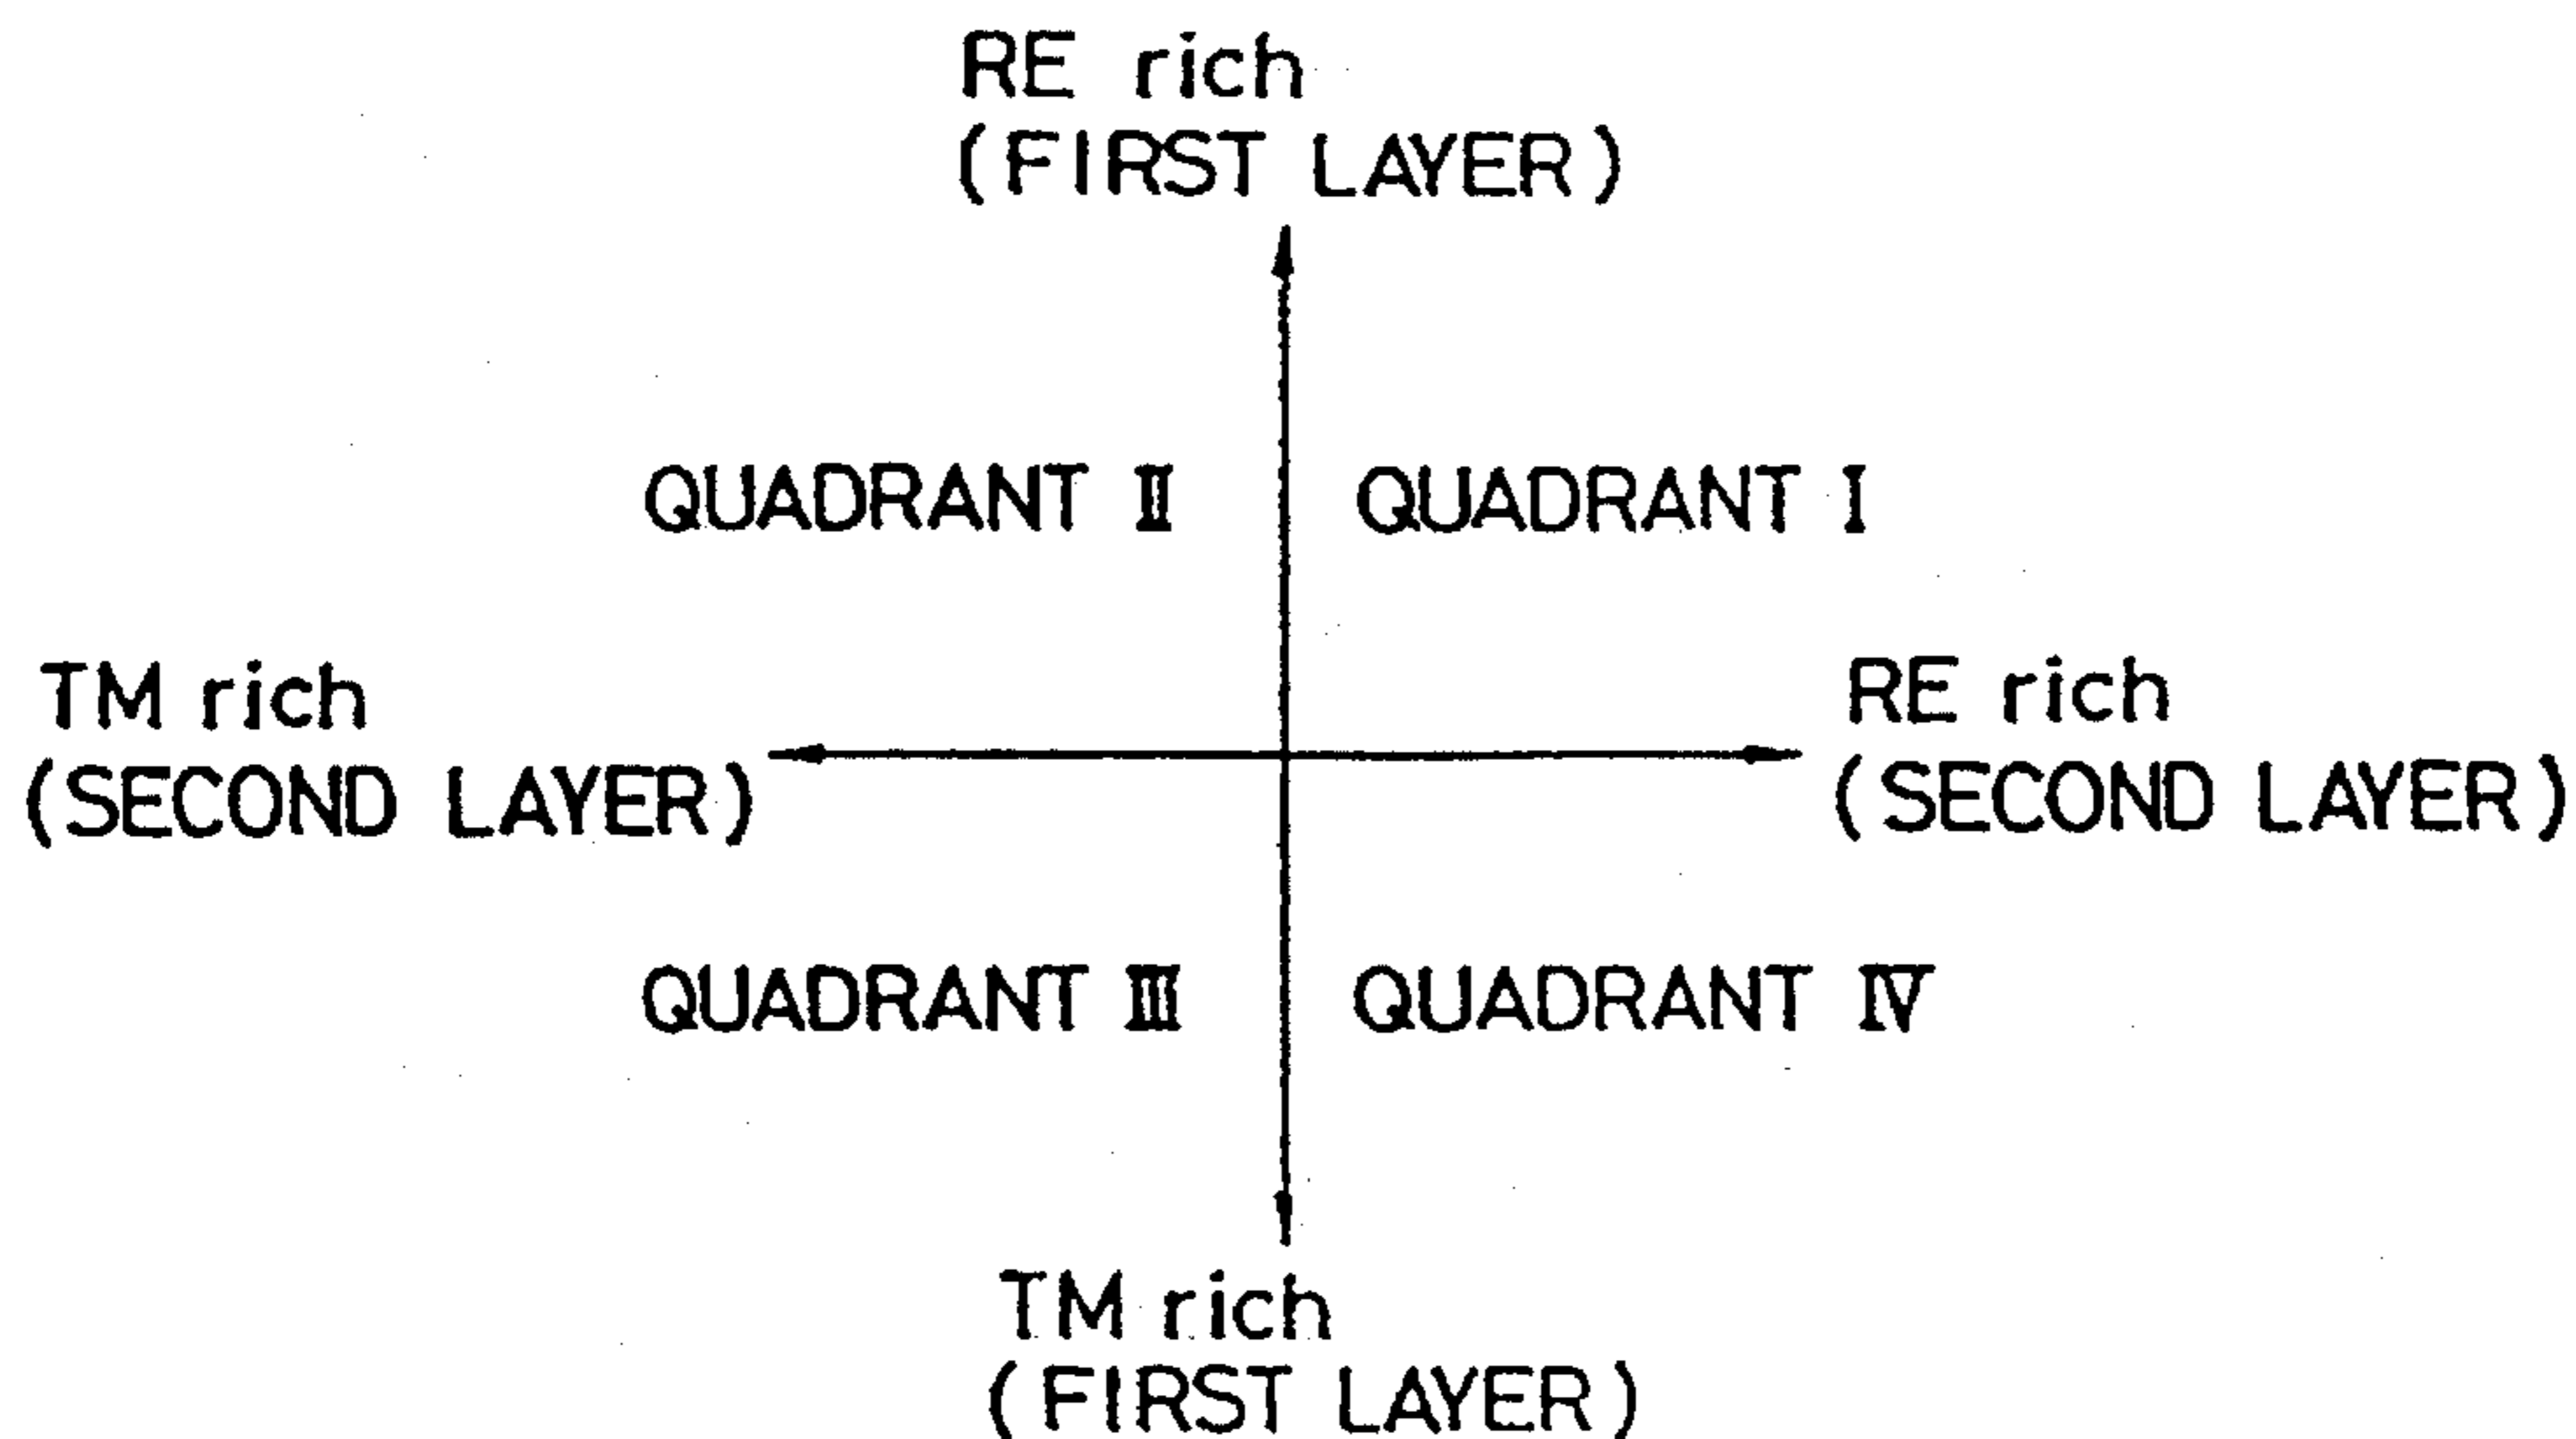 RE rich
(FIRST LAYER)
QUADRANT II
QUADRANT I
TM rich
(SECOND LAYER)
RE rich
(SECOND LAYER)
QUADRANT III
QUADRANT IV
TM rich
(FIRST LAYER)